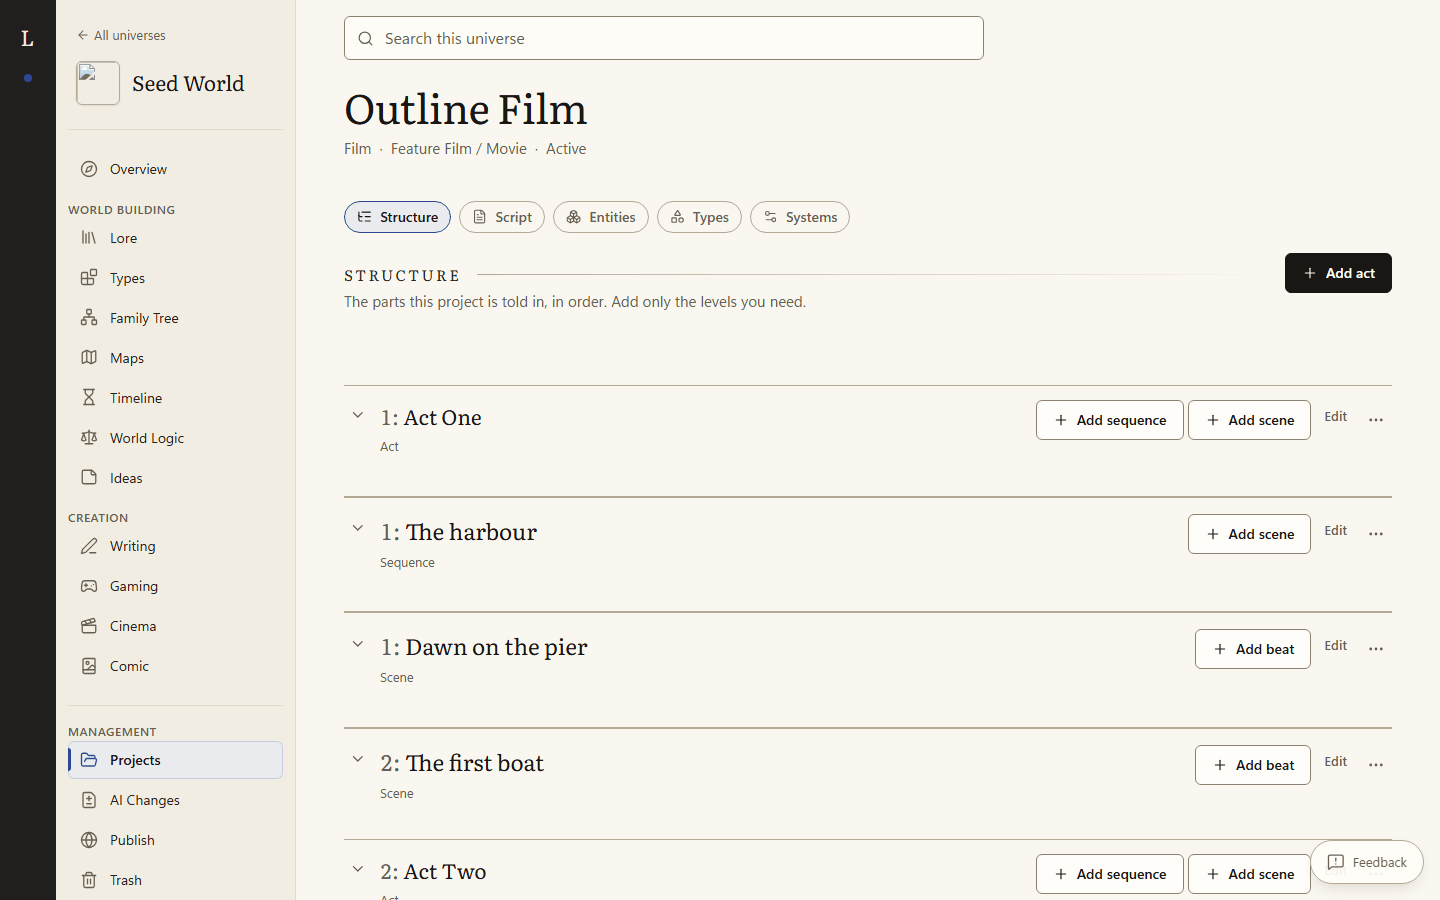 L
All universes
Seed World
Overview
WORLD BUILDING
Lore
Types
Family Tree
Maps
Timeline
World Logic
Ideas
CREATION
Writing
Gaming
Cinema
Comic
MANAGEMENT
Projects
AI Changes
Publish
Trash
Search this universe
Outline Film
Film · Feature Film / Movie · Active
Structure Script Entities Types Systems
STRUCTURE
Add act
The parts this project is told in, in order. Add only the levels you need.
1: Act One
Add sequence Add scene Edit
Act
1: The harbour
Add scene Edit
Sequence
1: Dawn on the pier
Add beat Edit
Scene
2: The first boat
Add beat Edit
Scene
2: Act Two
Add sequence Add scene
Feedback